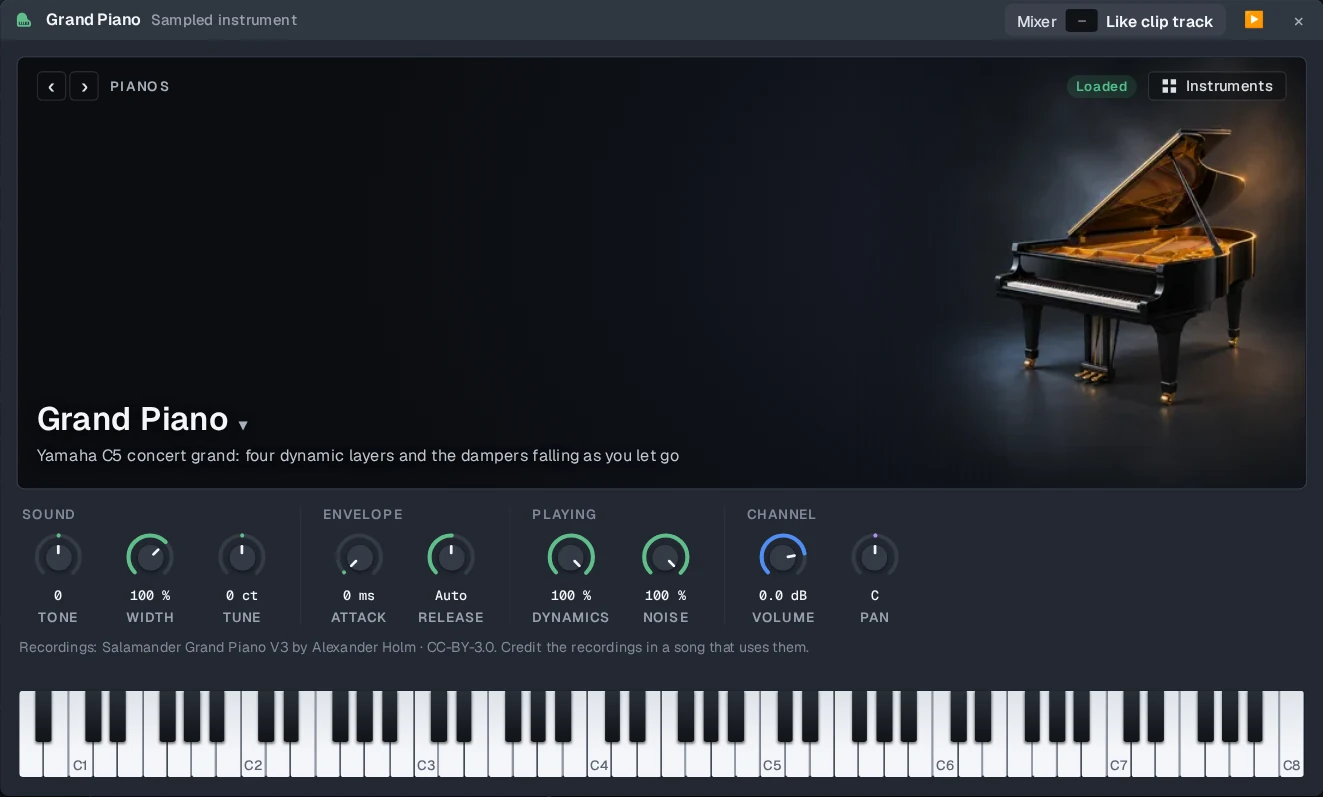 Grand Piano Sampled instrument
Mixer – Like clip track ×
‹ › PIANOS
Loaded Instruments
Grand Piano ▼
Yamaha C5 concert grand: four dynamic layers and the dampers falling as you let go
SOUND ENVELOPE PLAYING CHANNEL
0 100 % 0 ct 0 ms Auto 100 % 100 % 0.0 dB C
TONE WIDTH TUNE ATTACK RELEASE DYNAMICS NOISE VOLUME PAN
Recordings: Salamander Grand Piano V3 by Alexander Holm · CC-BY-3.0. Credit the recordings in a song that uses them.
C1 C2 C3 C4 C5 C6 C7 C8